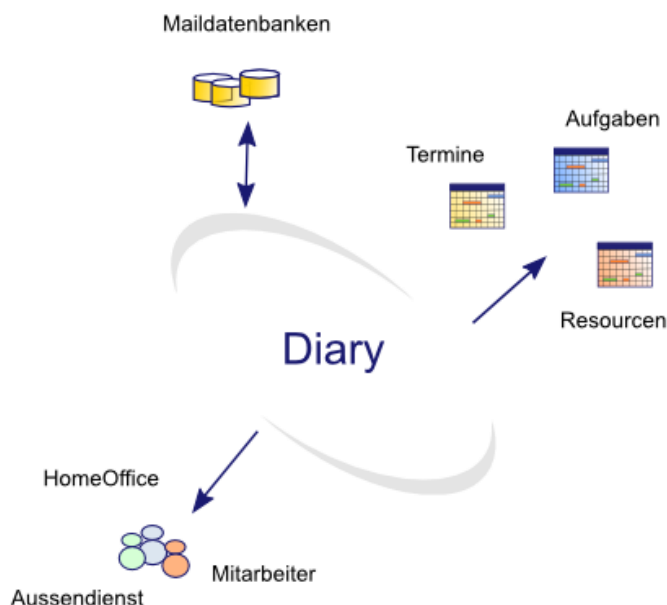 Maildatenbanken
Aufgaben
Termine
Resourcen
Diary
HomeOffice
Mitarbeiter
Aussendienst